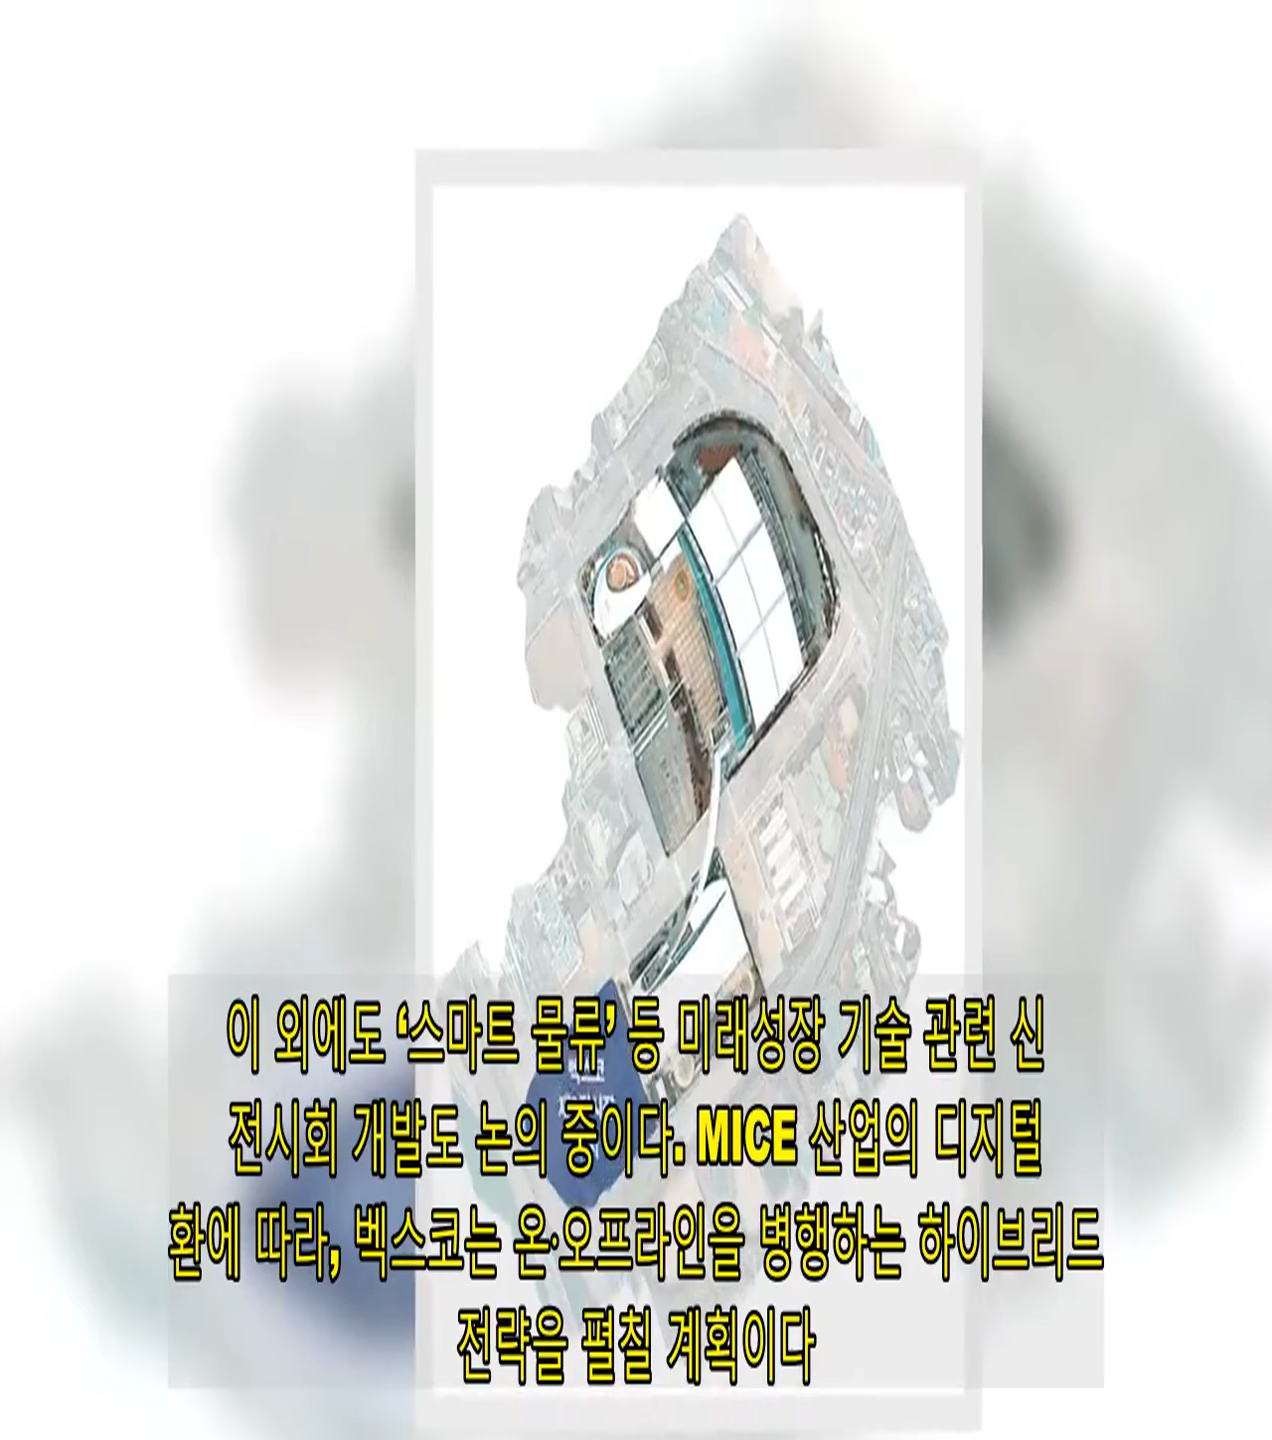 이 외에도 ‘스마트 물류’ 등 미래성장 기술 관련 신
전시회 개발도 논의 중이다. MICE 산업의 디지털
환에 따라, 벡스코는 온·오프라인을 병행하는 하이브리드
전략을 펼칠 계획이다